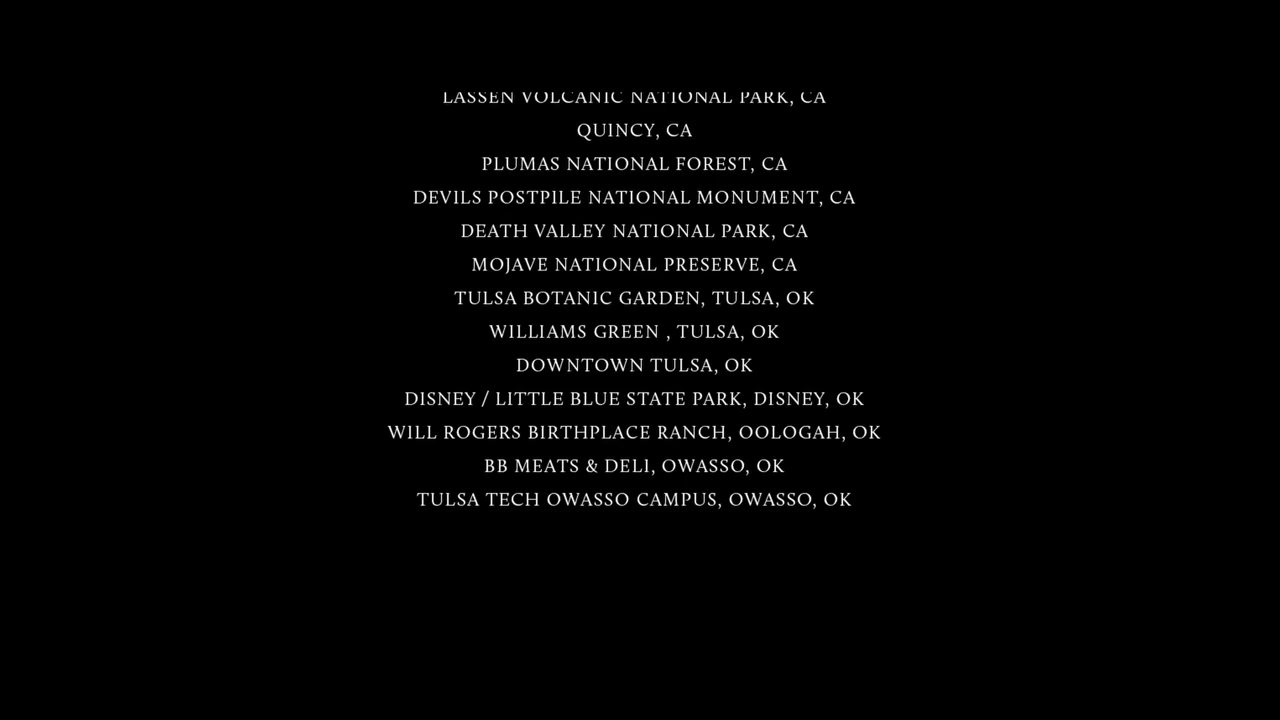 LASSEN VOLCANIC NATIONAL PARK, CA
QUINCY, CA
PLUMAS NATIONAL FOREST, CA
DEVILS POSTPILE NATIONAL MONUMENT, CA
DEATH VALLEY NATIONAL PARK, CA
MOJAVE NATIONAL PRESERVE, CA
TULSA BOTANIC GARDEN, TULSA, OK
WILLIAMS GREEN , TULSA, OK
DOWNTOWN TULSA, OK
DISNEY / LITTLE BLUE STATE PARK, DISNEY, OK
WILL ROGERS BIRTHPLACE RANCH, OOLOGAH, OK
BB MEATS & DELI, OWASSO, OK
TULSA TECH OWASSO CAMPUS, OWASSO, OK